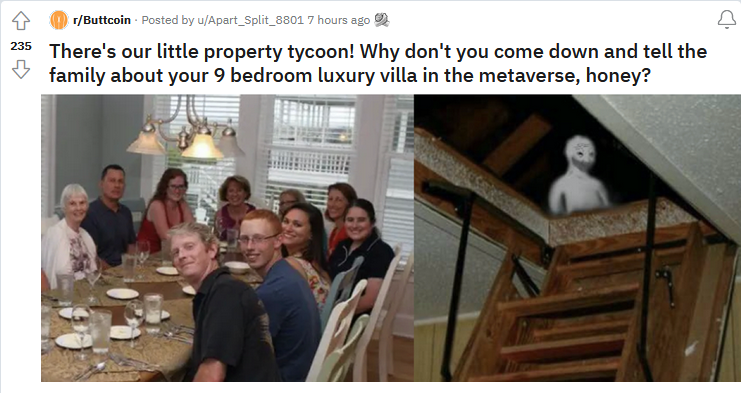 r/Buttcoin · Posted by u/Apart_Split_8801 7 hours ago
235
There's our little property tycoon! Why don't you come down and tell the
family about your 9 bedroom luxury villa in the metaverse, honey?